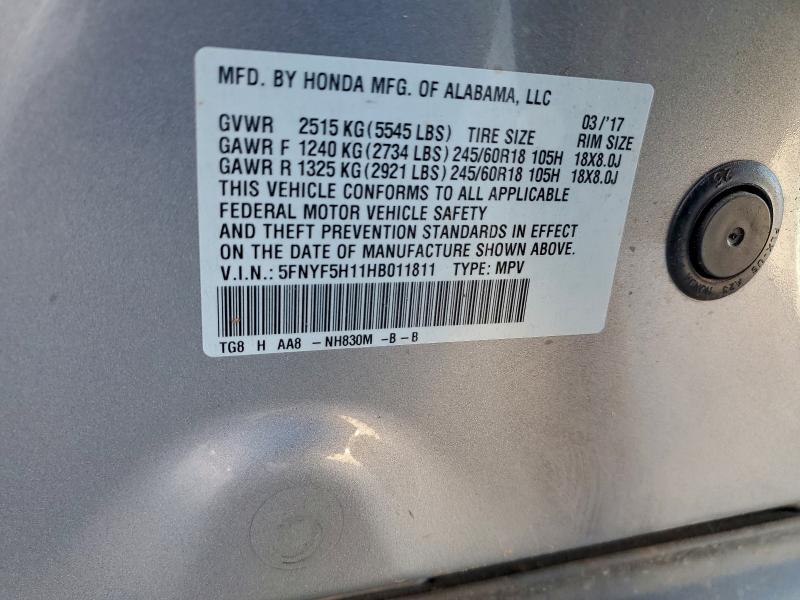 MFD. BY HONDA MFG. OF ALABAMA, LLC
03/'17
GVWR 2515 KG(5545 LBS) TIRE SIZE RIM SIZE
GAWR F 1240 KG(2734 LBS) 245/60R18 105H 18X8.0J
GAWR R 1325 KG(2921 LBS) 245/60R18 105H 18X8.0J
THIS VEHICLE CONFORMS TO ALL APPLICABLE
FEDERAL MOTOR VEHICLE SAFETY
AND THEFT PREVENTION STANDARDS IN EFFECT
ON THE DATE OF MANUFACTURE SHOWN ABOVE.
V.I.N.: 5FNYF5H11HB011811 TYPE: MPV
TG8 H AA8 -NH830M -B-B